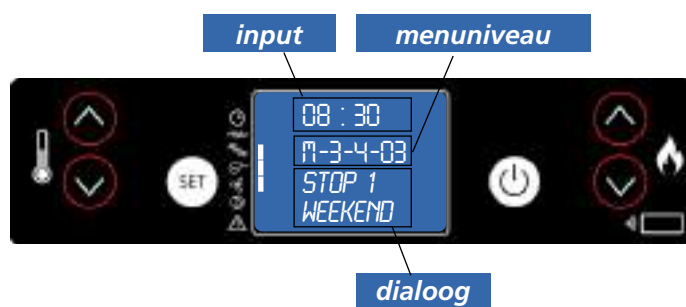 input menuniveau
SET
08 : 30
M-3-4-03
STOP 1
WEEKEND
dialoog